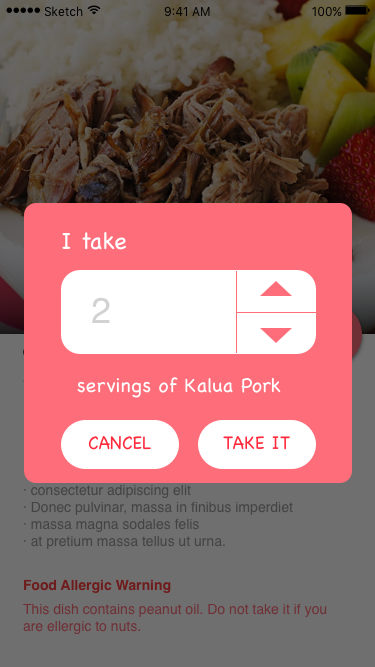 Sketch 9:41 AM 100%
I take
2
servings of Kalua Pork
CANCEL TAKE IT
· consectetur adipiscing elit
· Donec pulvinar, massa in finibus imperdiet
· massa magna sodales felis
· at pretium massa tellus ut urna.
Food Allergic Warning
This dish contains peanut oil. Do not take it if you
are ellergic to nuts.